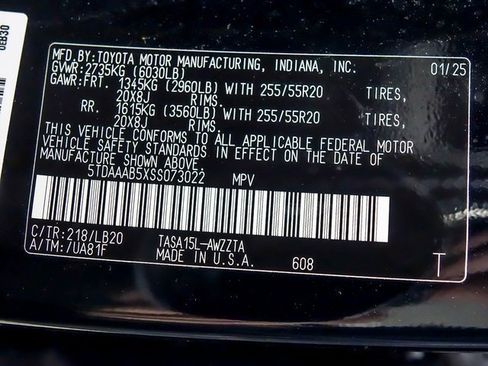 MFD.BY:TOYOTA MOTOR MANUFACTURING, INDIANA, INC. 01/25
GVWR:2735KG (6030LB)
GAWR:FRT. 1345KG (2960LB) WITH 255/55R20 TIRES,
20X8J RIMS.
RR. 1615KG (3560LB) WITH 255/55R20 TIRES,
20X8J RIMS.
THIS VEHICLE CONFORMS TO ALL APPLICABLE FEDERAL MOTOR
VEHICLE SAFETY STANDARDS IN EFFECT ON THE DATE OF
MANUFACTURE SHOWN ABOVE
5TDAAAB5XSS073022 MPV
C/TR:218/LB20 TASA15L-AWZZTA
A/TM:/UA81F MADE IN U.S.A. 608 T